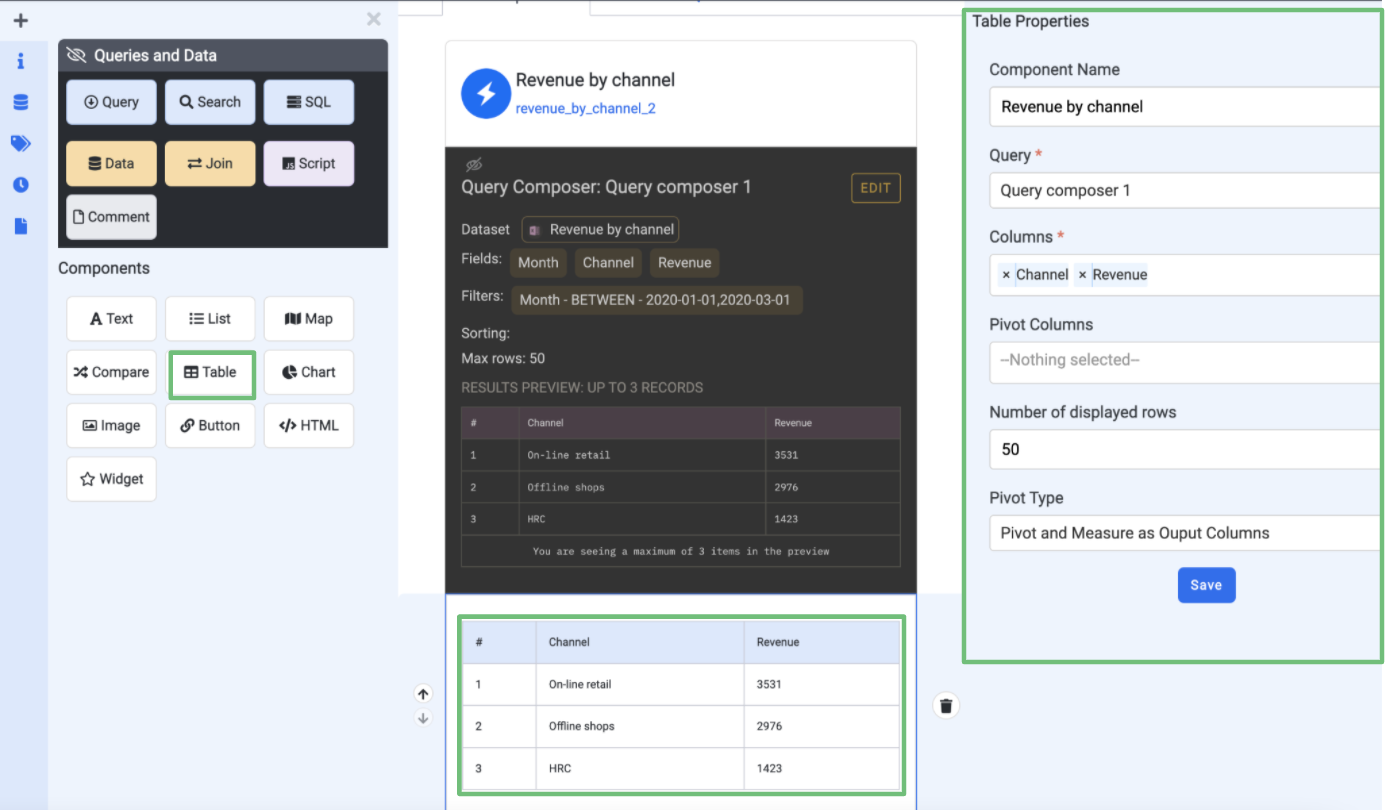 Queries and Data
Query
Search
SQL
Data
Join
JS Script
Comment
Components
Text
List
Map
Compare
Table
Chart
Image
Button
HTML
Widget
Revenue by channel
revenue_by_channel_2
Query Composer: Query composer 1
EDIT
Dataset Revenue by channel
Fields: Month Channel Revenue
Filters: Month - BETWEEN - 2020-01-01,2020-03-01
Sorting:
Max rows: 50
RESULTS PREVIEW: UP TO 3 RECORDS
# Channel Revenue
1 On-line retail 3531
2 Offline shops 2976
3 HRC 1423
You are seeing a maximum of 3 items in the preview
# Channel Revenue
1 On-line retail 3531
2 Offline shops 2976
3 HRC 1423
Table Properties
Component Name
Revenue by channel
Query *
Query composer 1
Columns *
× Channel × Revenue
Pivot Columns
--Nothing selected--
Number of displayed rows
50
Pivot Type
Pivot and Measure as Ouput Columns
Save